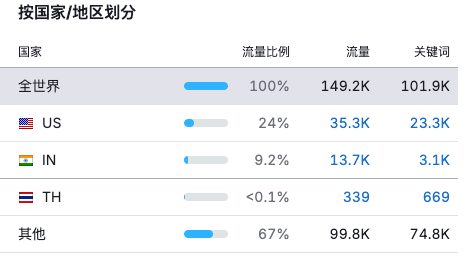 按国家/地区划分
国家 流量比例 流量 关键词
全世界 100% 149.2K 101.9K
US 24% 35.3K 23.3K
IN 9.2% 13.7K 3.1K
TH <0.1% 339 669
其他 67% 99.8K 74.8K